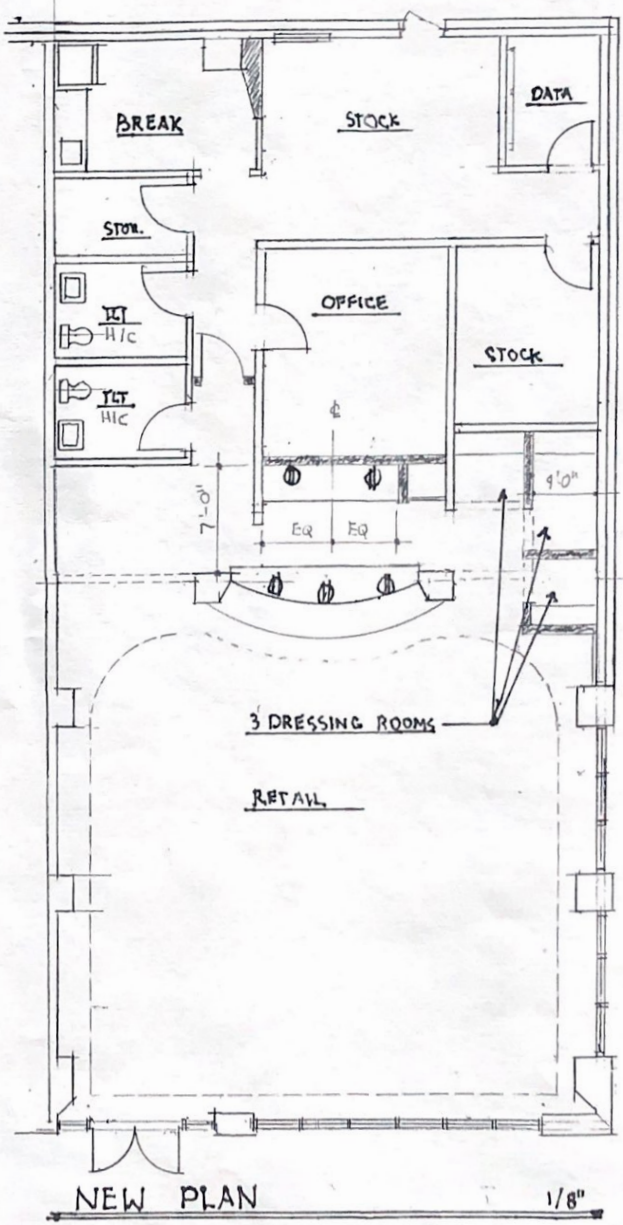 BREAK
STOCK
DATA
STOR.
OFFICE
TLT
H/C
STOCK
TLT
H/C
℄
4'0"
7'-0"
EQ
EQ
3 DRESSING ROOMS
RETAIL
NEW PLAN
1/8"